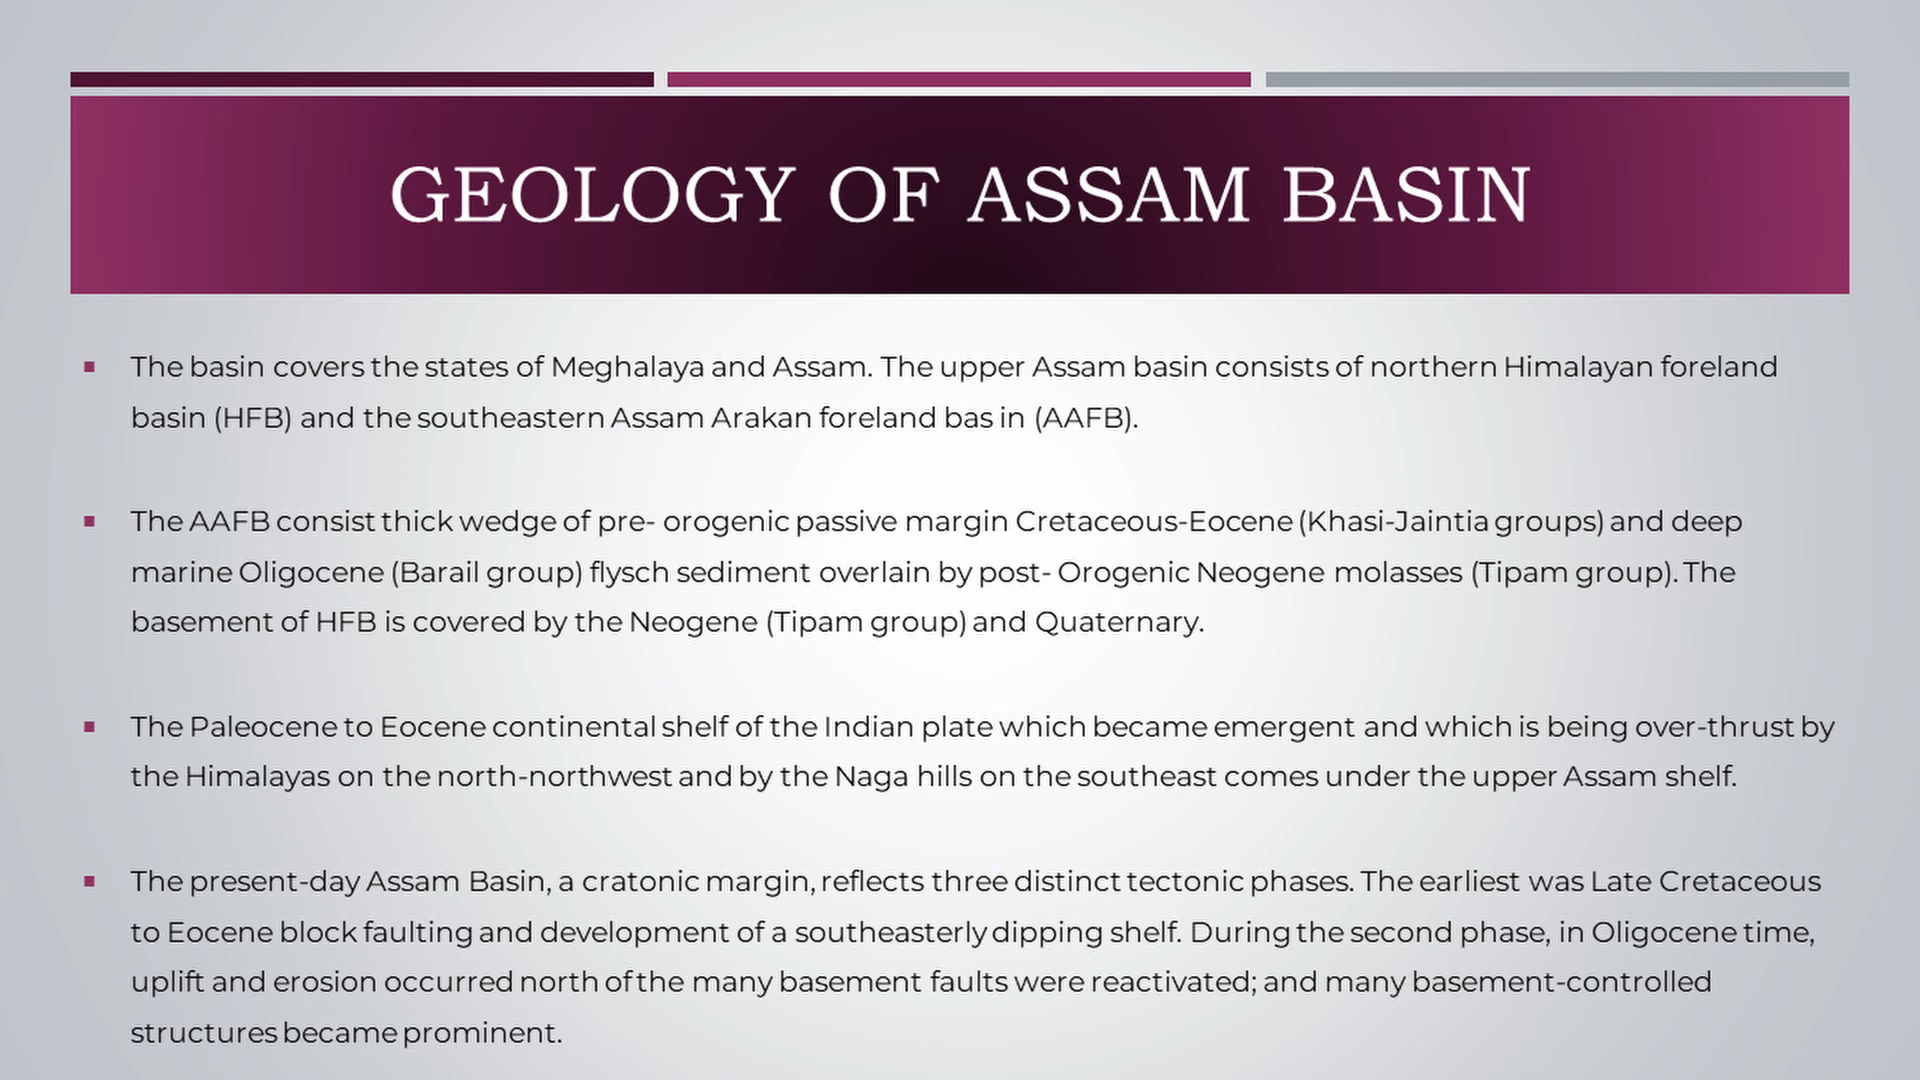 GEOLOGY OF ASSAM BASIN
▪ The basin covers the states of Meghalaya and Assam. The upper Assam basin consists of northern Himalayan foreland
basin (HFB) and the southeastern Assam Arakan foreland bas in (AAFB).
▪ The AAFB consist thick wedge of pre- orogenic passive margin Cretaceous-Eocene (Khasi-Jaintia groups) and deep
marine Oligocene (Barail group) flysch sediment overlain by post- Orogenic Neogene molasses (Tipam group). The
basement of HFB is covered by the Neogene (Tipam group) and Quaternary.
▪ The Paleocene to Eocene continental shelf of the Indian plate which became emergent and which is being over-thrust by
the Himalayas on the north-northwest and by the Naga hills on the southeast comes under the upper Assam shelf.
▪ The present-day Assam Basin, a cratonic margin, reflects three distinct tectonic phases. The earliest was Late Cretaceous
to Eocene block faulting and development of a southeasterly dipping shelf. During the second phase, in Oligocene time,
uplift and erosion occurred north of the many basement faults were reactivated; and many basement-controlled
structures became prominent.